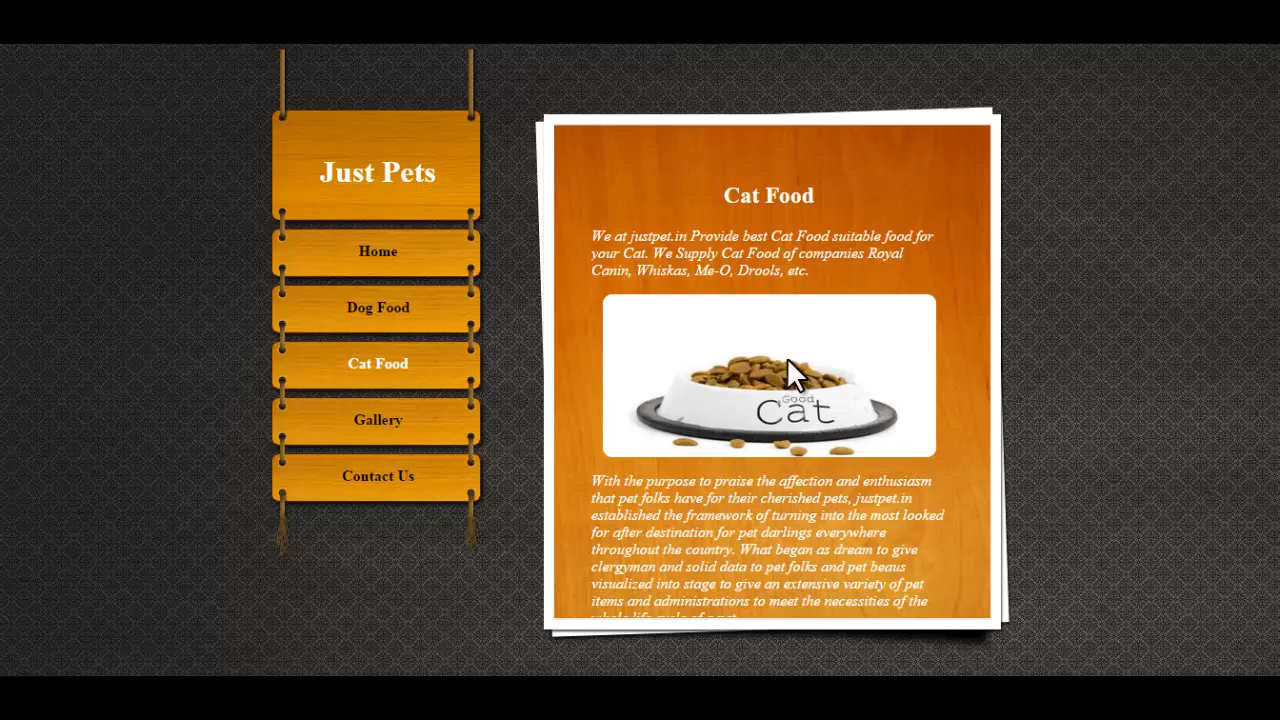 Just Pets
Home
Dog Food
Cat Food
Gallery
Contact Us
Cat Food
We at justpet.in Provide best Cat Food suitable food for
your Cat. We Supply Cat Food of companies Royal
Canin, Whiskas, Me-O, Drools, etc.
Good
Cat
With the purpose to praise the affection and enthusiasm
that pet folks have for their cherished pets, justpet.in
established the framework of turning into the most looked
for after destination for pet darlings everywhere
throughout the country. What began as dream to give
clergyman and solid data to pet folks and pet beaus
visualized into stage to give an extensive variety of pet
items and administrations to meet the necessities of the